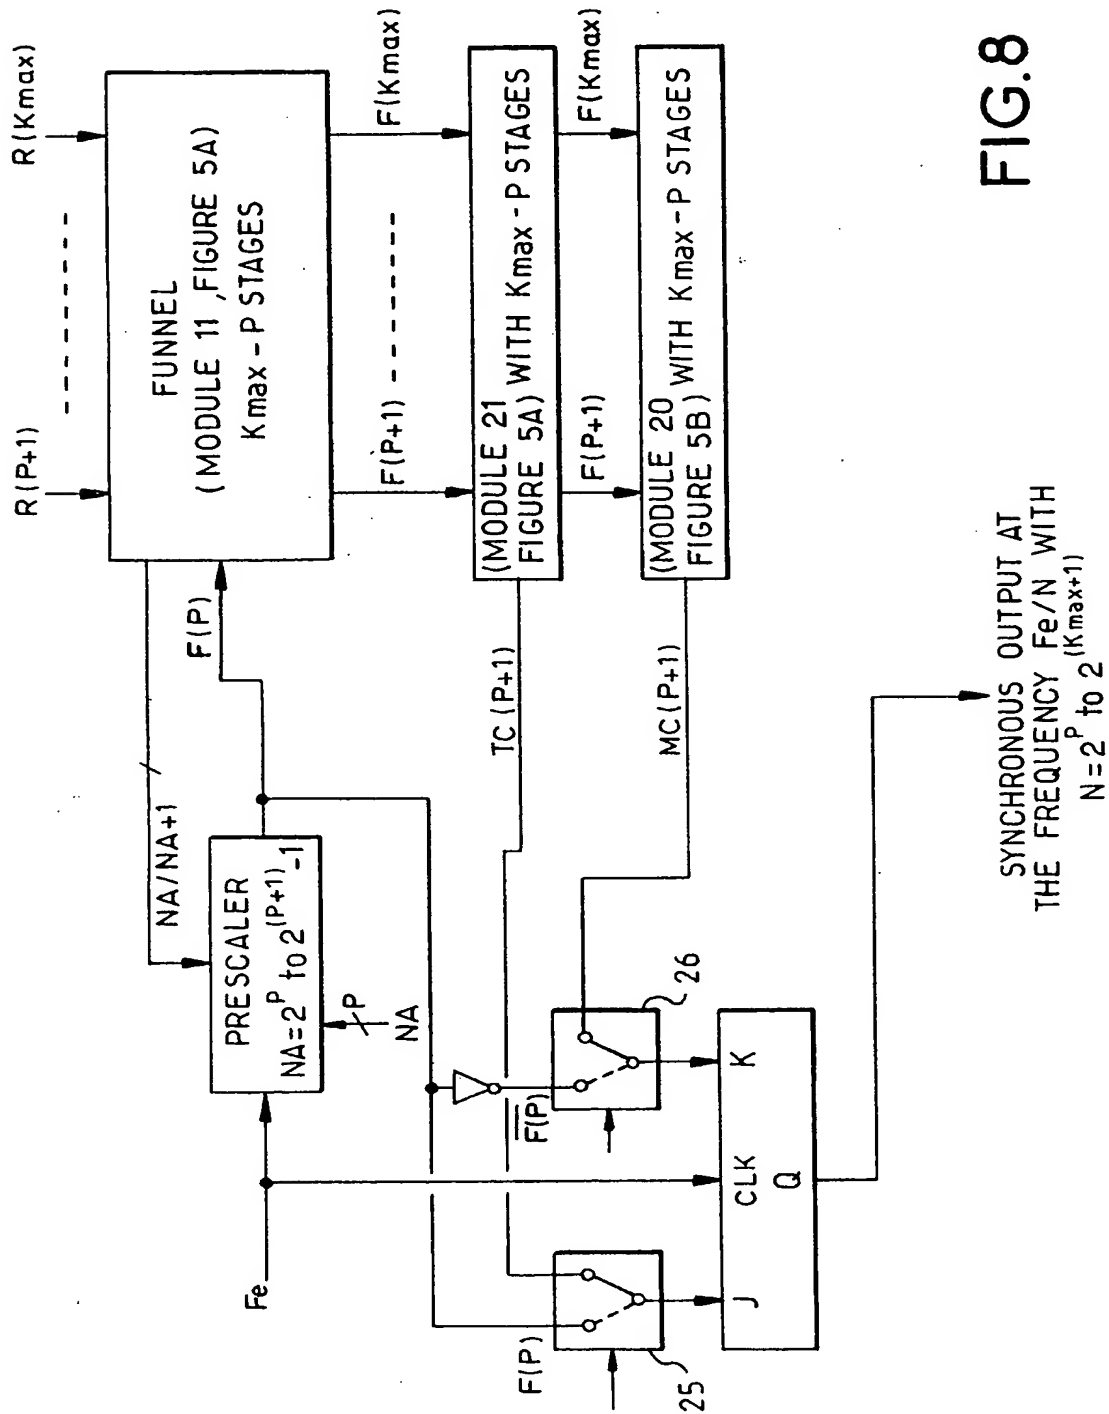 R(P+1)
R(Kmax)
FUNNEL
(MODULE 11, FIGURE 5A)
Kmax - P STAGES
NA/NA+1
F(P)
PRESCALER
NA=2^P to 2^(P+1)-1
P
NA
Fe
F(P+1)
F(Kmax)
(MODULE 21
FIGURE 5A) WITH Kmax - P STAGES
TC(P+1)
F(P+1)
F(Kmax)
(MODULE 20
FIGURE 5B) WITH Kmax - P STAGES
MC(P+1)
F(P)
25
F(P)
26
J
CLK
K
Q
SYNCHRONOUS OUTPUT AT
THE FREQUENCY Fe/N WITH
N=2^P to 2^(Kmax+1)
FIG.8